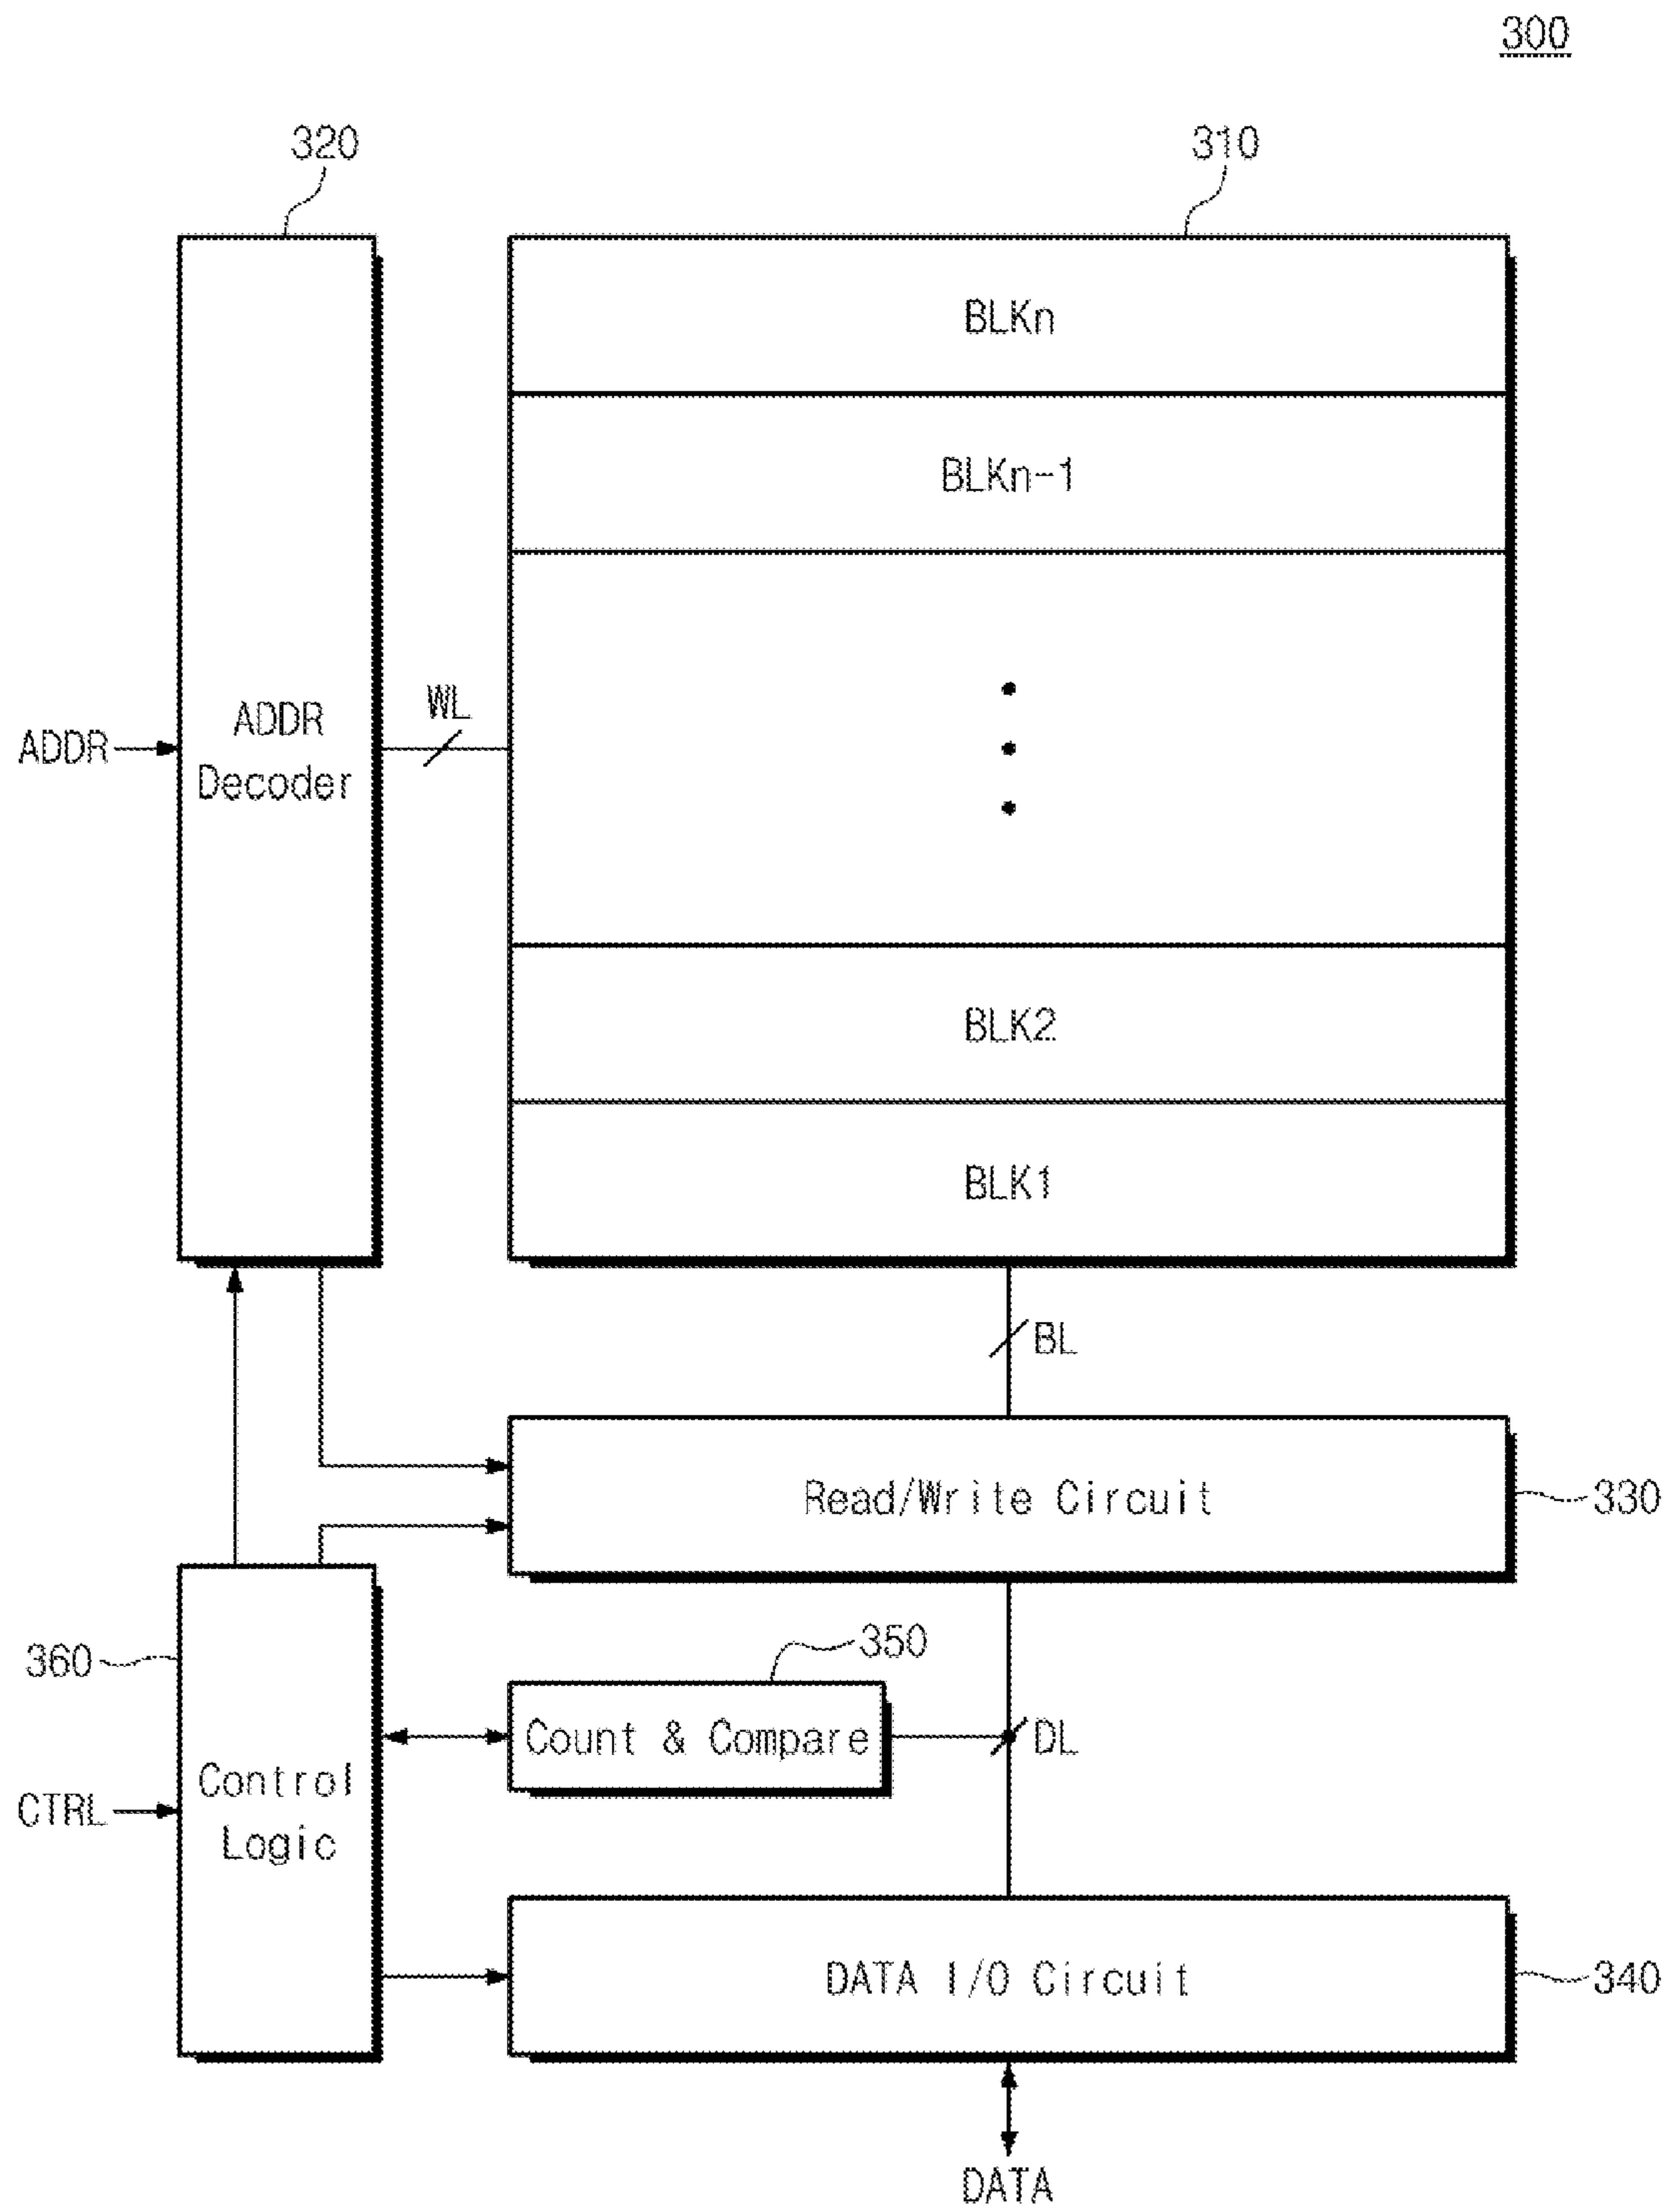 300
320
310
BLKn
BLKn-1
WL
ADDR
ADDR
Decoder
BLK2
BLK1
BL
Read/Write Circuit
330
350
360
Count & Compare
DL
Control
Logic
CTRL
DATA I/O Circuit
340
DATA